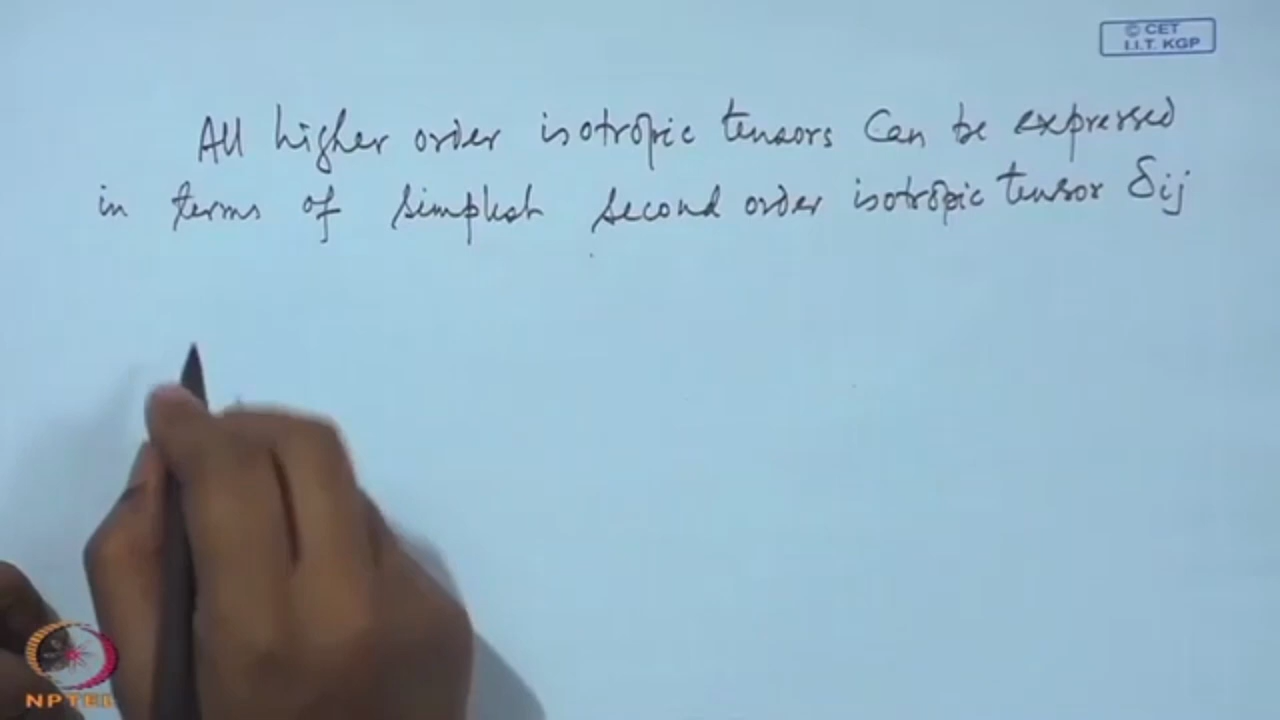 © CET
I.I.T. KGP
All higher order isotropic tensors Can be expressed
in terms of simplest second order isotropic tensor δij
NPTEL